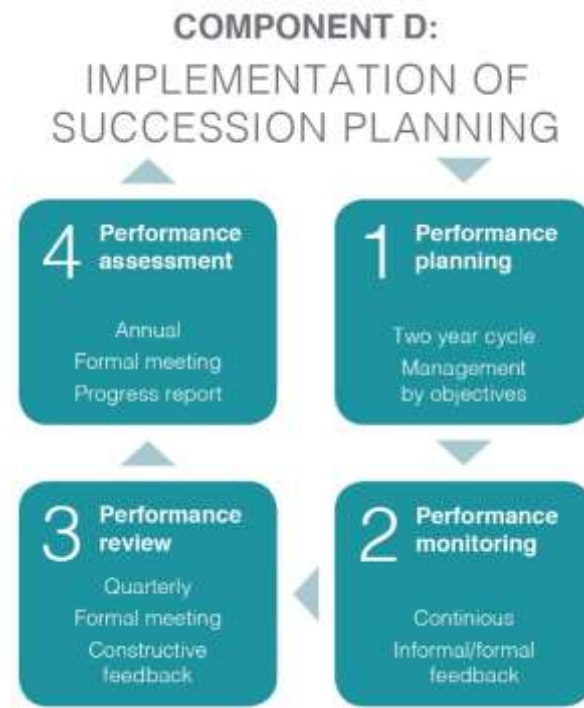 COMPONENT D:
IMPLEMENTATION OF
SUCCESSION PLANNING
1
Performance
planning
Two year cycle
Management
by objectives
2
Performance
monitoring
Continious
Informal/formal
feedback
3
Performance
review
Quarterly
Formal meeting
Constructive
feedback
4
Performance
assessment
Annual
Formal meeting
Progress report